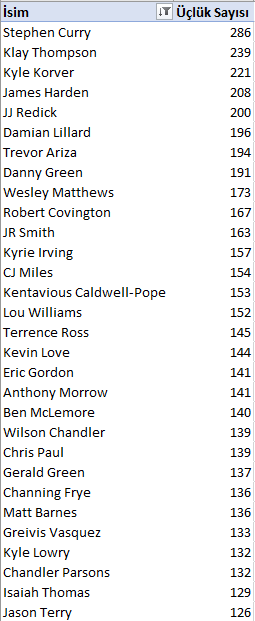 İsim Üçlük Sayısı
Stephen Curry 286
Klay Thompson 239
Kyle Korver 221
James Harden 208
JJ Redick 200
Damian Lillard 196
Trevor Ariza 194
Danny Green 191
Wesley Matthews 173
Robert Covington 167
JR Smith 163
Kyrie Irving 157
CJ Miles 154
Kentavious Caldwell-Pope 153
Lou Williams 152
Terrence Ross 145
Kevin Love 144
Eric Gordon 141
Anthony Morrow 141
Ben McLemore 140
Wilson Chandler 139
Chris Paul 139
Gerald Green 137
Channing Frye 136
Matt Barnes 136
Greivis Vasquez 133
Kyle Lowry 132
Chandler Parsons 132
Isaiah Thomas 129
Jason Terry 126